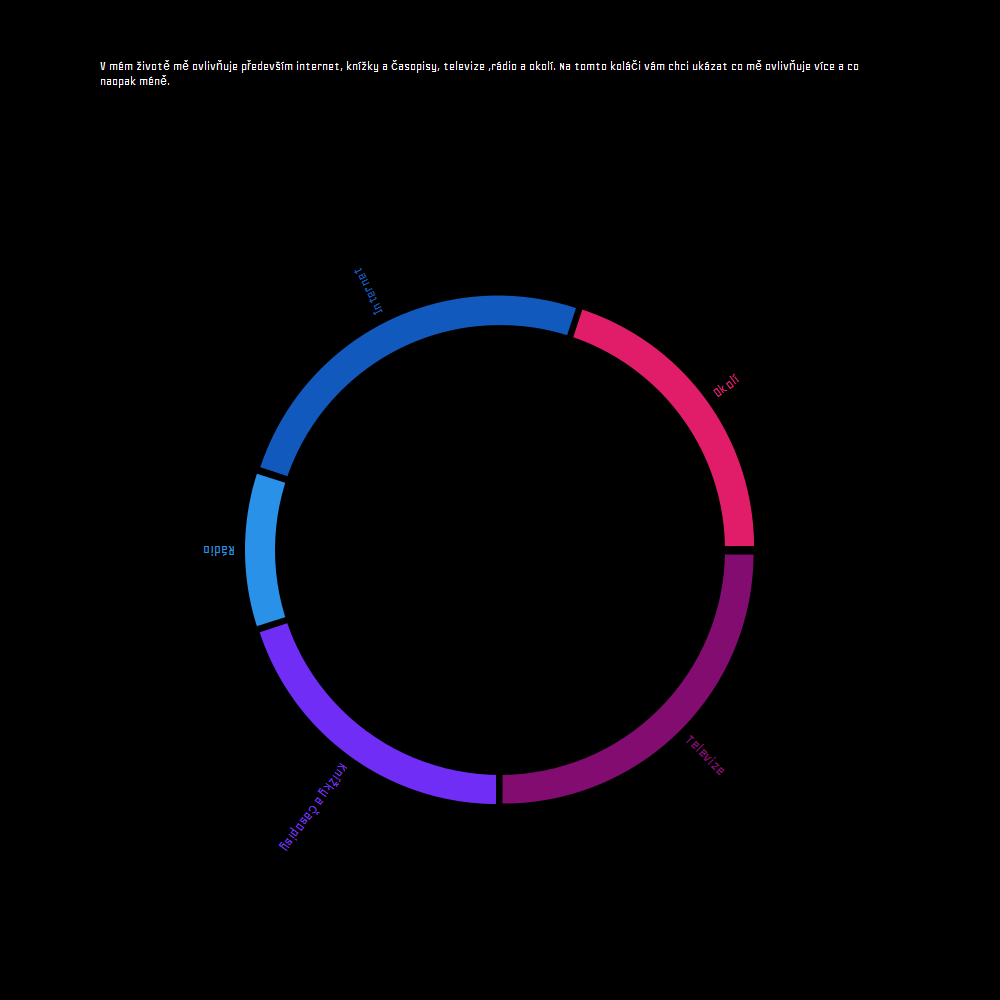 V mém životě mě ovlivňuje především internet, knížky a časopisy, televize ,rádio a okolí. Na tomto koláči vám chci ukázat co mě ovlivňuje více a co
naopak méně.
Internet
Okolí
Rádio
Televize
Knížky a časopisy